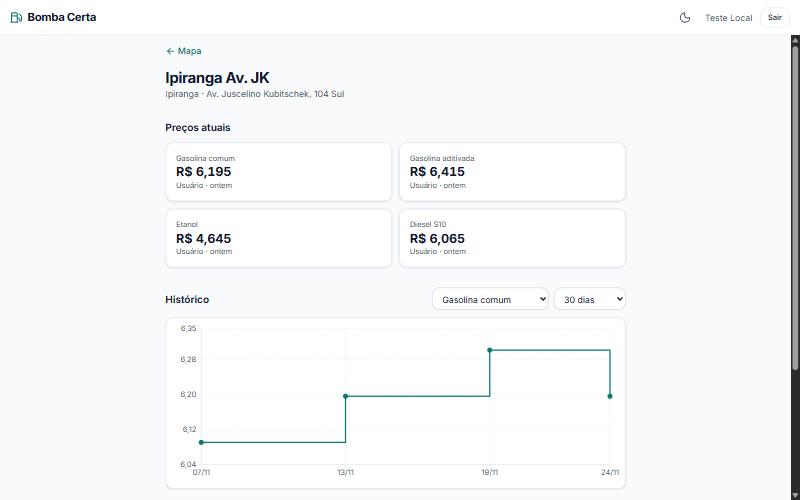 Bomba Certa
Teste Local
Sair
← Mapa
Ipiranga Av. JK
Ipiranga · Av. Juscelino Kubitschek, 104 Sul
Preços atuais
Gasolina comum
R$ 6,195
Usuário · ontem
Gasolina aditivada
R$ 6,415
Usuário · ontem
Etanol
R$ 4,645
Usuário · ontem
Diesel S10
R$ 6,065
Usuário · ontem
Histórico
Gasolina comum
30 dias
6,35
6,28
6,20
6,12
6,04
07/11
13/11
19/11
24/11